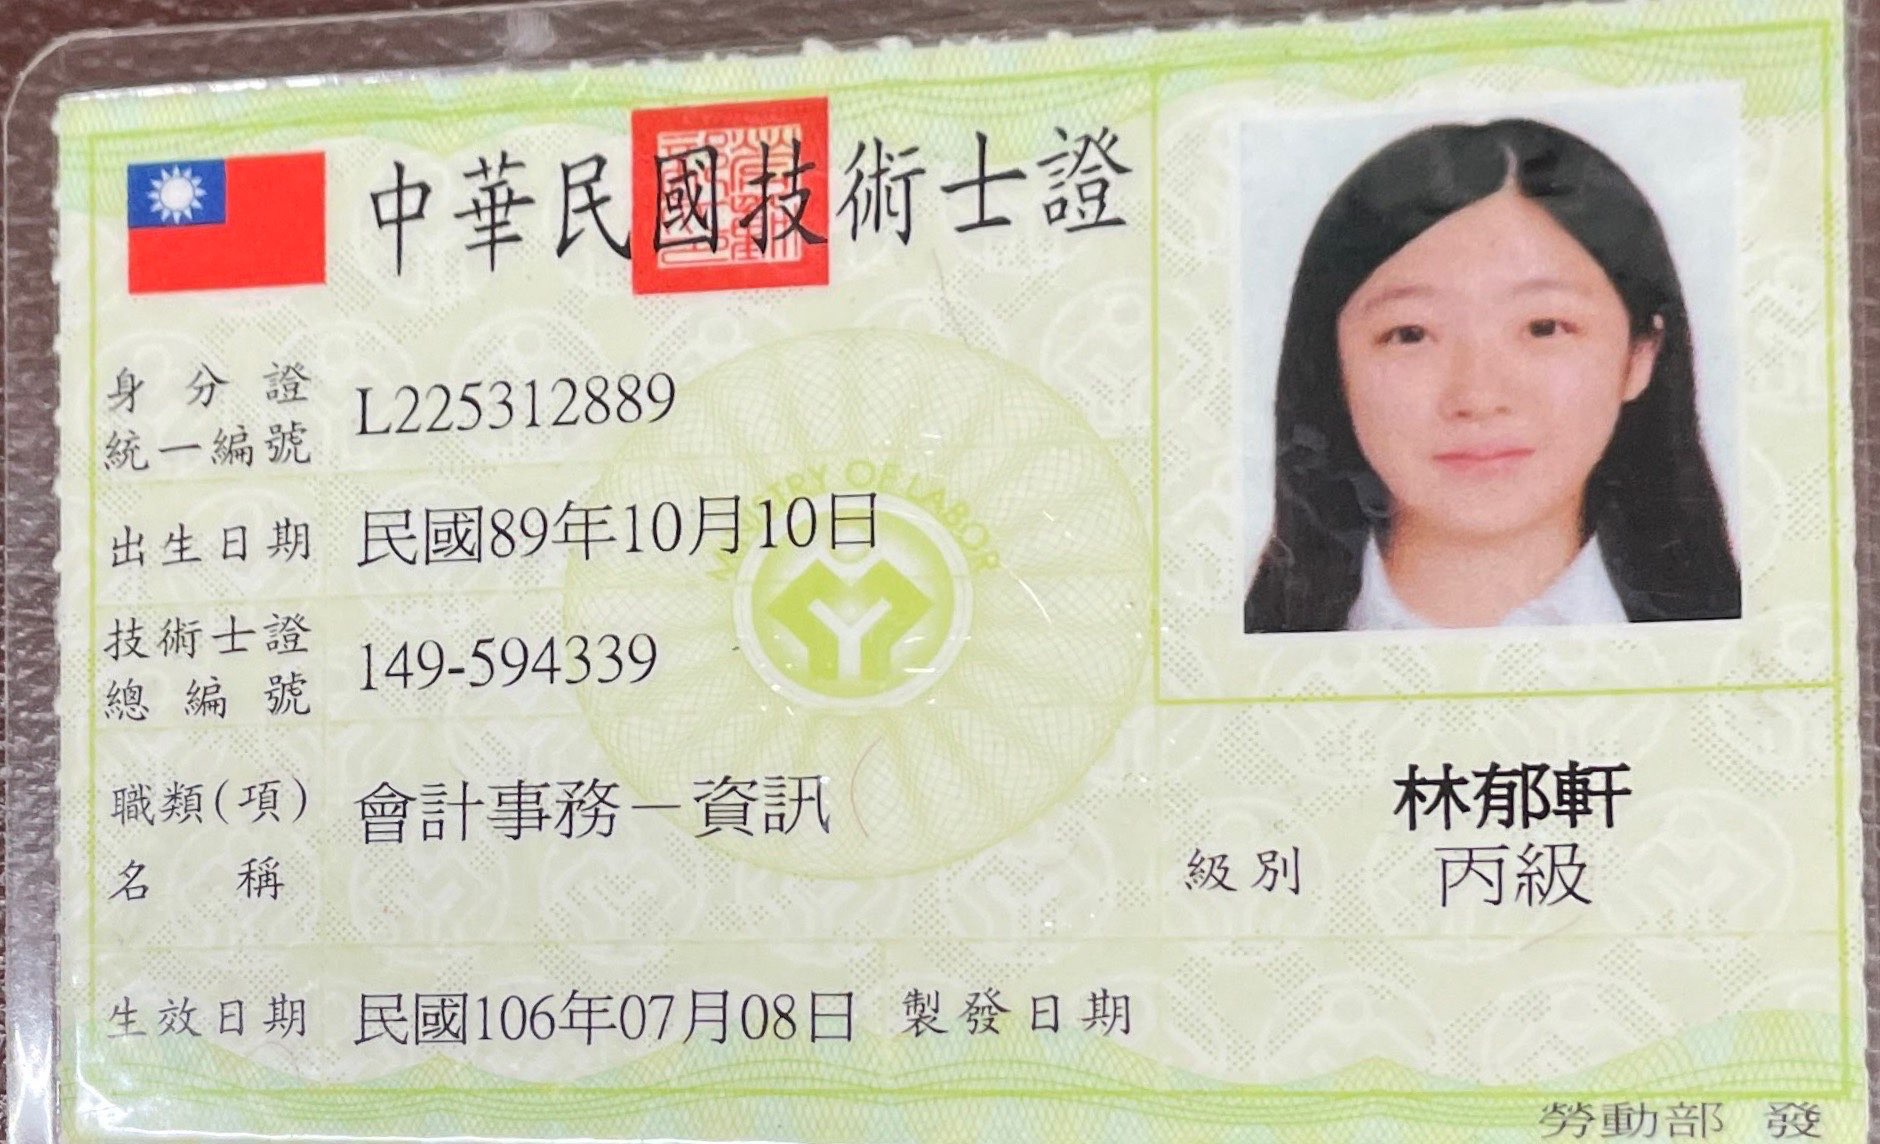 中華民國技術士證
身分證統一編號 L225312889
出生日期 民國89年10月10日
MINISTRY OF LABOR
技術士證總編號 149-594339
職類(項)名稱 會計事務－資訊
林郁軒
級別 丙級
生效日期 民國106年07月08日 製發日期
勞動部 發